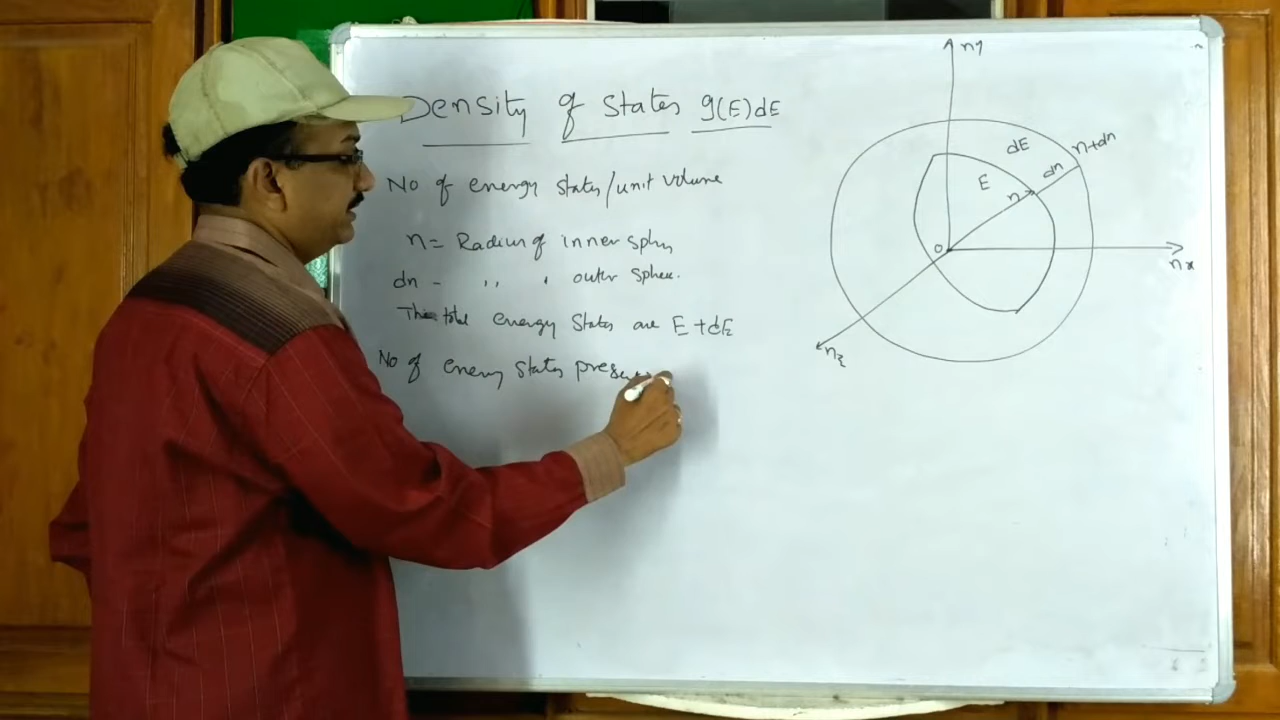 Density of States g(E)dE
No of energy states/unit volume
n = Radius of inner sphere
dn - ,, , outer sphere.
The total energy States are E+dE
No of energy States present
ny
dE
n+dn
dn
E
n
O
nx
nz